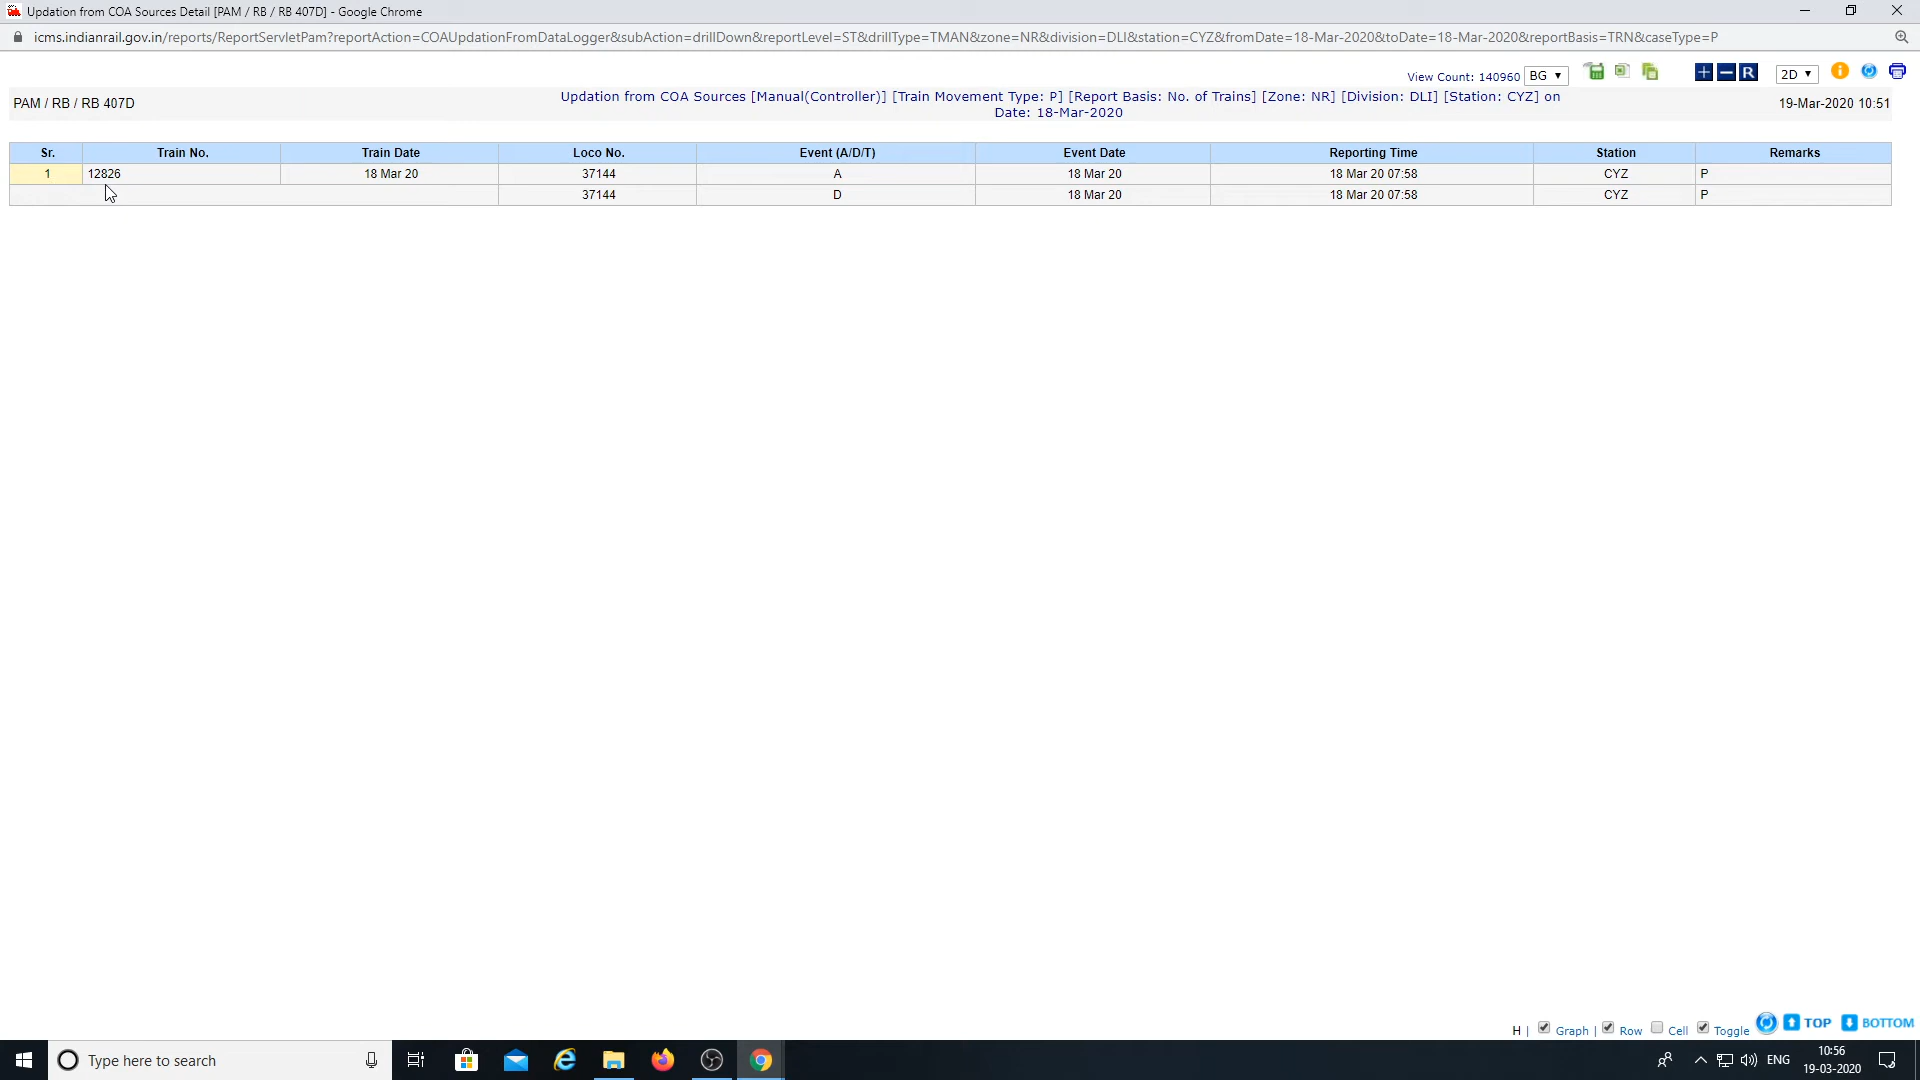 Updation from COA Sources Detail [PAM / RB / RB 407D] - Google Chrome
icms.indianrail.gov.in/reports/ReportServletPam?reportAction=COAUpdationFromDataLogger&subAction=drillDown&reportLevel=ST&drillType=TMAN&zone=NR&division=DLI&station=CYZ&fromDate=18-Mar-2020&toDate=18-Mar-2020&reportBasis=TRN&caseType=P
View Count: 140960 BG R 2D
PAM / RB / RB 407D
Updation from COA Sources [Manual(Controller)] [Train Movement Type: P] [Report Basis: No. of Trains] [Zone: NR] [Division: DLI] [Station: CYZ] on
Date: 18-Mar-2020
19-Mar-2020 10:51
Sr. Train No. Train Date Loco No. Event (A/D/T) Event Date Reporting Time Station Remarks
1 12826 18 Mar 20 37144 A 18 Mar 20 18 Mar 20 07:58 CYZ P
37144 D 18 Mar 20 18 Mar 20 07:58 CYZ P
H | Graph | Row Cell Toggle TOP BOTTOM
Type here to search
ENG
10:56
19-03-2020